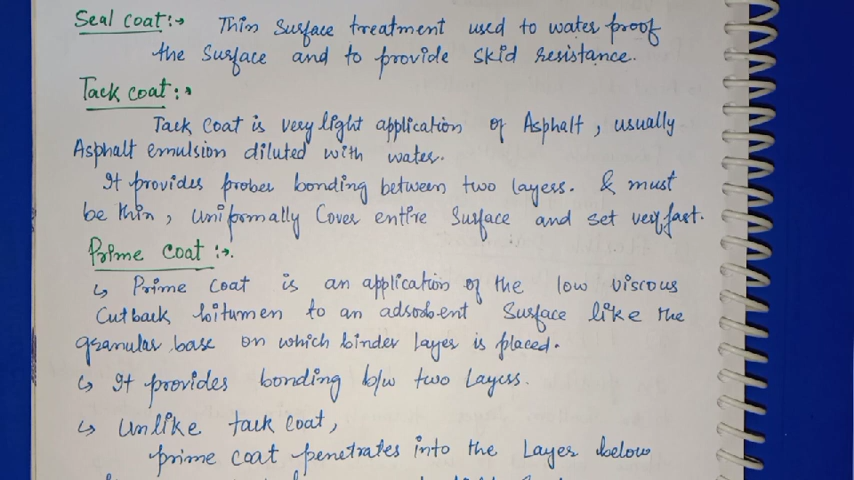 Seal coat:→ Thin Surface treatment used to water proof
the Surface and to provide skid resistance.
Tack coat:→
Tack coat is very light application of Asphalt, usually
Asphalt emulsion diluted with water.
It provides prober bonding between two layers. & must
be thin, uniformally Cover entire Surface and set very fast.
Prime coat:→.
↳ Prime coat is an application of the low viscous
Cutback bitumen to an adsorbent Surface like the
granular base on which binder layer is placed.
↳ It provides bonding b/w two Layers.
↳ Unlike tack coat,
prime coat penetrates into the Layer below